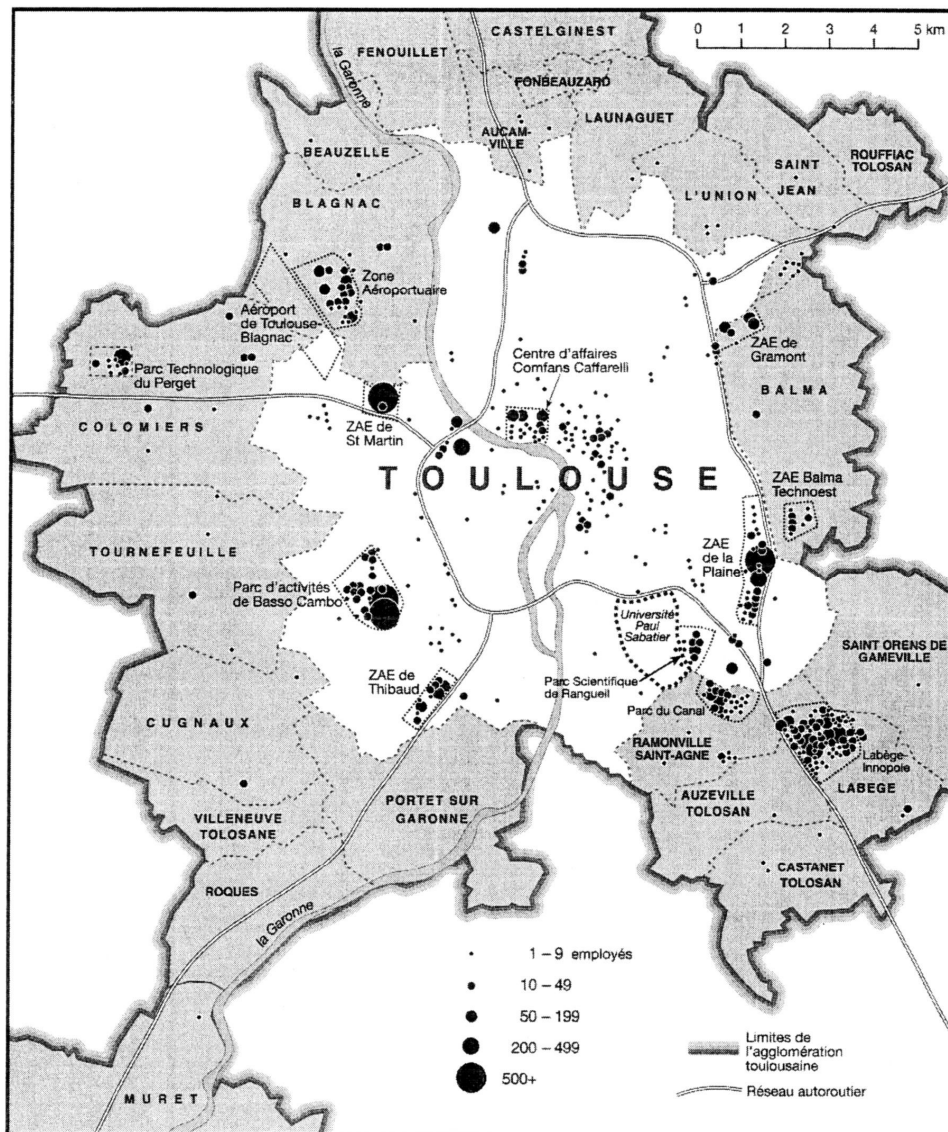 CASTELGINEST
0 1 2 5 km
FENOUILLET
la Garonne
FONBEAUZARD
LAUNAGUET
AUCAM-
VILLE
BEAUZELLE
SAINT
JEAN
ROUFFIAC
TOLOSAN
L'UNION
BLAGNAC
Zone
Aéroportuaire
Aéroport
de Toulouse-
Blagnac
ZAE de
Gramont
Centre d'affaires
Comfans Caffarelli
Parc Technologique
du Perget
BALMA
COLOMIERS
ZAE de
St Martin
TOULOUSE
ZAE Balma
Technoest
TOURNEFEUILLE
ZAE
de la
Plaine
Parc d'activités
de Basso Cambo
Université
Paul
Sabatier
SAINT ORENS DE
GAMEVILLE
ZAE de
Thibaud
Parc Scientifique
de Rangueil
Parc du Canal
CUGNAUX
RAMONVILLE
SAINT-AGNE
Labège-
Innopole
LABEGE
PORTET SUR
GARONNE
AUZEVILLE
TOLOSAN
VILLENEUVE
TOLOSANE
CASTANET
TOLOSAN
ROQUES
la Garonne
1 – 9 employés
10 – 49
50 – 199
200 – 499
500+
Limites de
l'agglomération
toulousaine
Réseau autoroutier
MURET